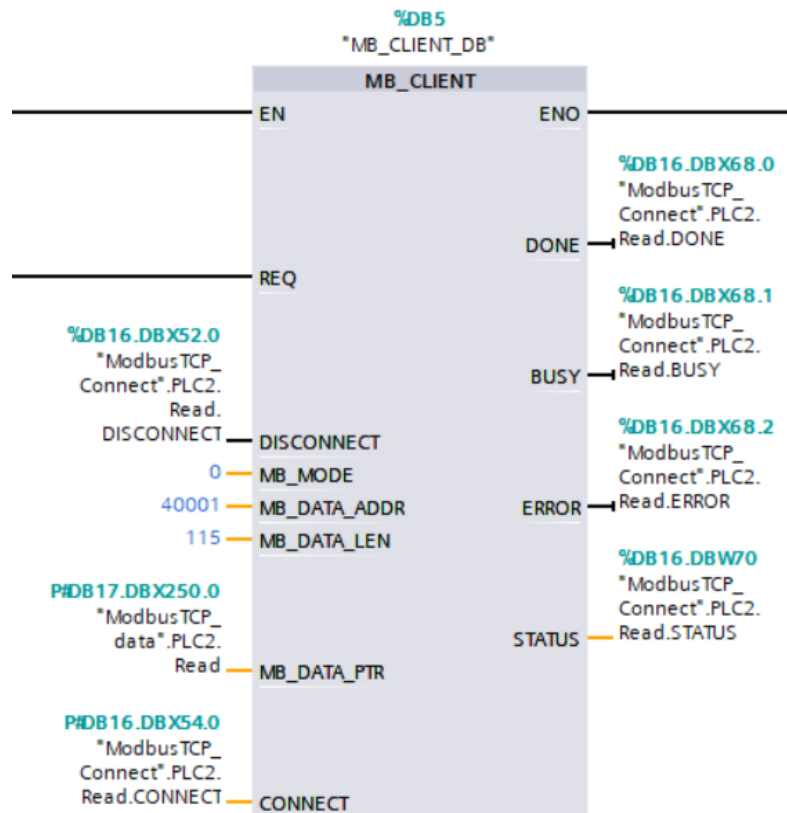 %DB5
"MB_CLIENT_DB"
MB_CLIENT
EN
ENO
%DB16.DBX68.0
"ModbusTCP_
Connect".PLC2.
Read.DONE
DONE
REQ
%DB16.DBX68.1
"ModbusTCP_
Connect".PLC2.
Read.BUSY
BUSY
%DB16.DBX52.0
"ModbusTCP_
Connect".PLC2.
Read.
DISCONNECT
DISCONNECT
0
MB_MODE
40001
MB_DATA_ADDR
115
MB_DATA_LEN
%DB16.DBX68.2
"ModbusTCP_
Connect".PLC2.
Read.ERROR
ERROR
%DB16.DBW70
"ModbusTCP_
Connect".PLC2.
Read.STATUS
STATUS
P#DB17.DBX250.0
"ModbusTCP_
data".PLC2.
Read
MB_DATA_PTR
P#DB16.DBX54.0
"ModbusTCP_
Connect".PLC2.
Read.CONNECT
CONNECT